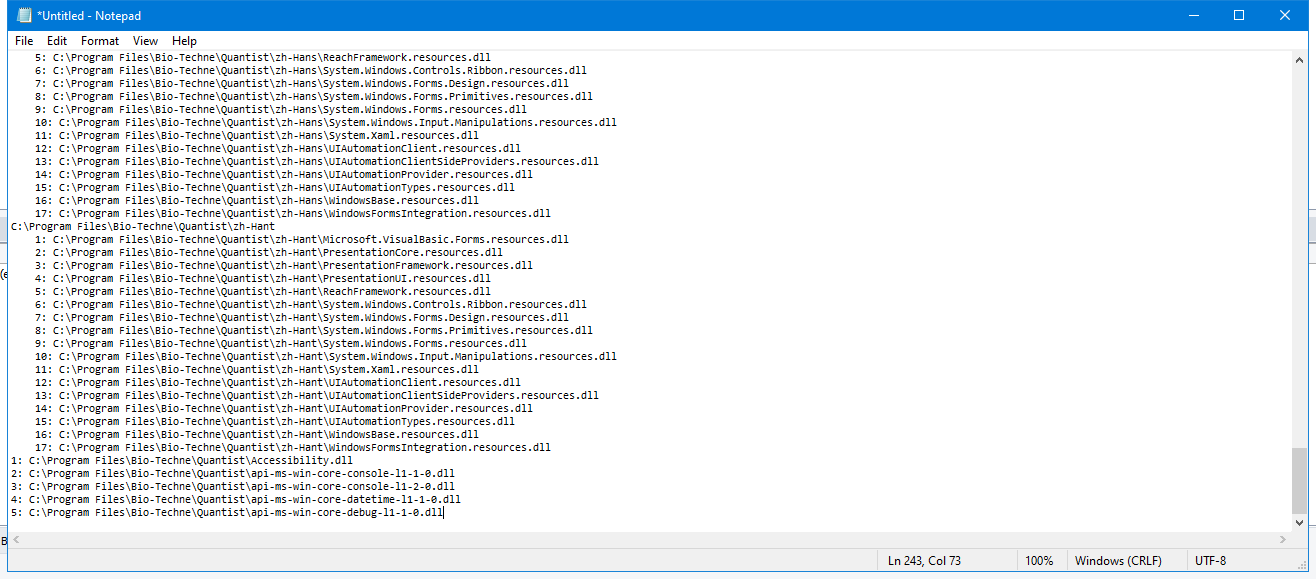 *Untitled - Notepad
File Edit Format View Help
5: C:\Program Files\Bio-Techne\Quantist\zh-Hans\ReachFramework.resources.dll
6: C:\Program Files\Bio-Techne\Quantist\zh-Hans\System.Windows.Controls.Ribbon.resources.dll
7: C:\Program Files\Bio-Techne\Quantist\zh-Hans\System.Windows.Forms.Design.resources.dll
8: C:\Program Files\Bio-Techne\Quantist\zh-Hans\System.Windows.Forms.Primitives.resources.dll
9: C:\Program Files\Bio-Techne\Quantist\zh-Hans\System.Windows.Forms.resources.dll
10: C:\Program Files\Bio-Techne\Quantist\zh-Hans\System.Windows.Input.Manipulations.resources.dll
11: C:\Program Files\Bio-Techne\Quantist\zh-Hans\System.Xaml.resources.dll
12: C:\Program Files\Bio-Techne\Quantist\zh-Hans\UIAutomationClient.resources.dll
13: C:\Program Files\Bio-Techne\Quantist\zh-Hans\UIAutomationClientSideProviders.resources.dll
14: C:\Program Files\Bio-Techne\Quantist\zh-Hans\UIAutomationProvider.resources.dll
15: C:\Program Files\Bio-Techne\Quantist\zh-Hans\UIAutomationTypes.resources.dll
16: C:\Program Files\Bio-Techne\Quantist\zh-Hans\WindowsBase.resources.dll
17: C:\Program Files\Bio-Techne\Quantist\zh-Hans\WindowsFormsIntegration.resources.dll
C:\Program Files\Bio-Techne\Quantist\zh-Hant
1: C:\Program Files\Bio-Techne\Quantist\zh-Hant\Microsoft.VisualBasic.Forms.resources.dll
2: C:\Program Files\Bio-Techne\Quantist\zh-Hant\PresentationCore.resources.dll
3: C:\Program Files\Bio-Techne\Quantist\zh-Hant\PresentationFramework.resources.dll
4: C:\Program Files\Bio-Techne\Quantist\zh-Hant\PresentationUI.resources.dll
5: C:\Program Files\Bio-Techne\Quantist\zh-Hant\ReachFramework.resources.dll
6: C:\Program Files\Bio-Techne\Quantist\zh-Hant\System.Windows.Controls.Ribbon.resources.dll
7: C:\Program Files\Bio-Techne\Quantist\zh-Hant\System.Windows.Forms.Design.resources.dll
8: C:\Program Files\Bio-Techne\Quantist\zh-Hant\System.Windows.Forms.Primitives.resources.dll
9: C:\Program Files\Bio-Techne\Quantist\zh-Hant\System.Windows.Forms.resources.dll
10: C:\Program Files\Bio-Techne\Quantist\zh-Hant\System.Windows.Input.Manipulations.resources.dll
11: C:\Program Files\Bio-Techne\Quantist\zh-Hant\System.Xaml.resources.dll
12: C:\Program Files\Bio-Techne\Quantist\zh-Hant\UIAutomationClient.resources.dll
13: C:\Program Files\Bio-Techne\Quantist\zh-Hant\UIAutomationClientSideProviders.resources.dll
14: C:\Program Files\Bio-Techne\Quantist\zh-Hant\UIAutomationProvider.resources.dll
15: C:\Program Files\Bio-Techne\Quantist\zh-Hant\UIAutomationTypes.resources.dll
16: C:\Program Files\Bio-Techne\Quantist\zh-Hant\WindowsBase.resources.dll
17: C:\Program Files\Bio-Techne\Quantist\zh-Hant\WindowsFormsIntegration.resources.dll
1: C:\Program Files\Bio-Techne\Quantist\Accessibility.dll
2: C:\Program Files\Bio-Techne\Quantist\api-ms-win-core-console-l1-1-0.dll
3: C:\Program Files\Bio-Techne\Quantist\api-ms-win-core-console-l1-2-0.dll
4: C:\Program Files\Bio-Techne\Quantist\api-ms-win-core-datetime-l1-1-0.dll
5: C:\Program Files\Bio-Techne\Quantist\api-ms-win-core-debug-l1-1-0.dll
Ln 243, Col 73 100% Windows (CRLF) UTF-8